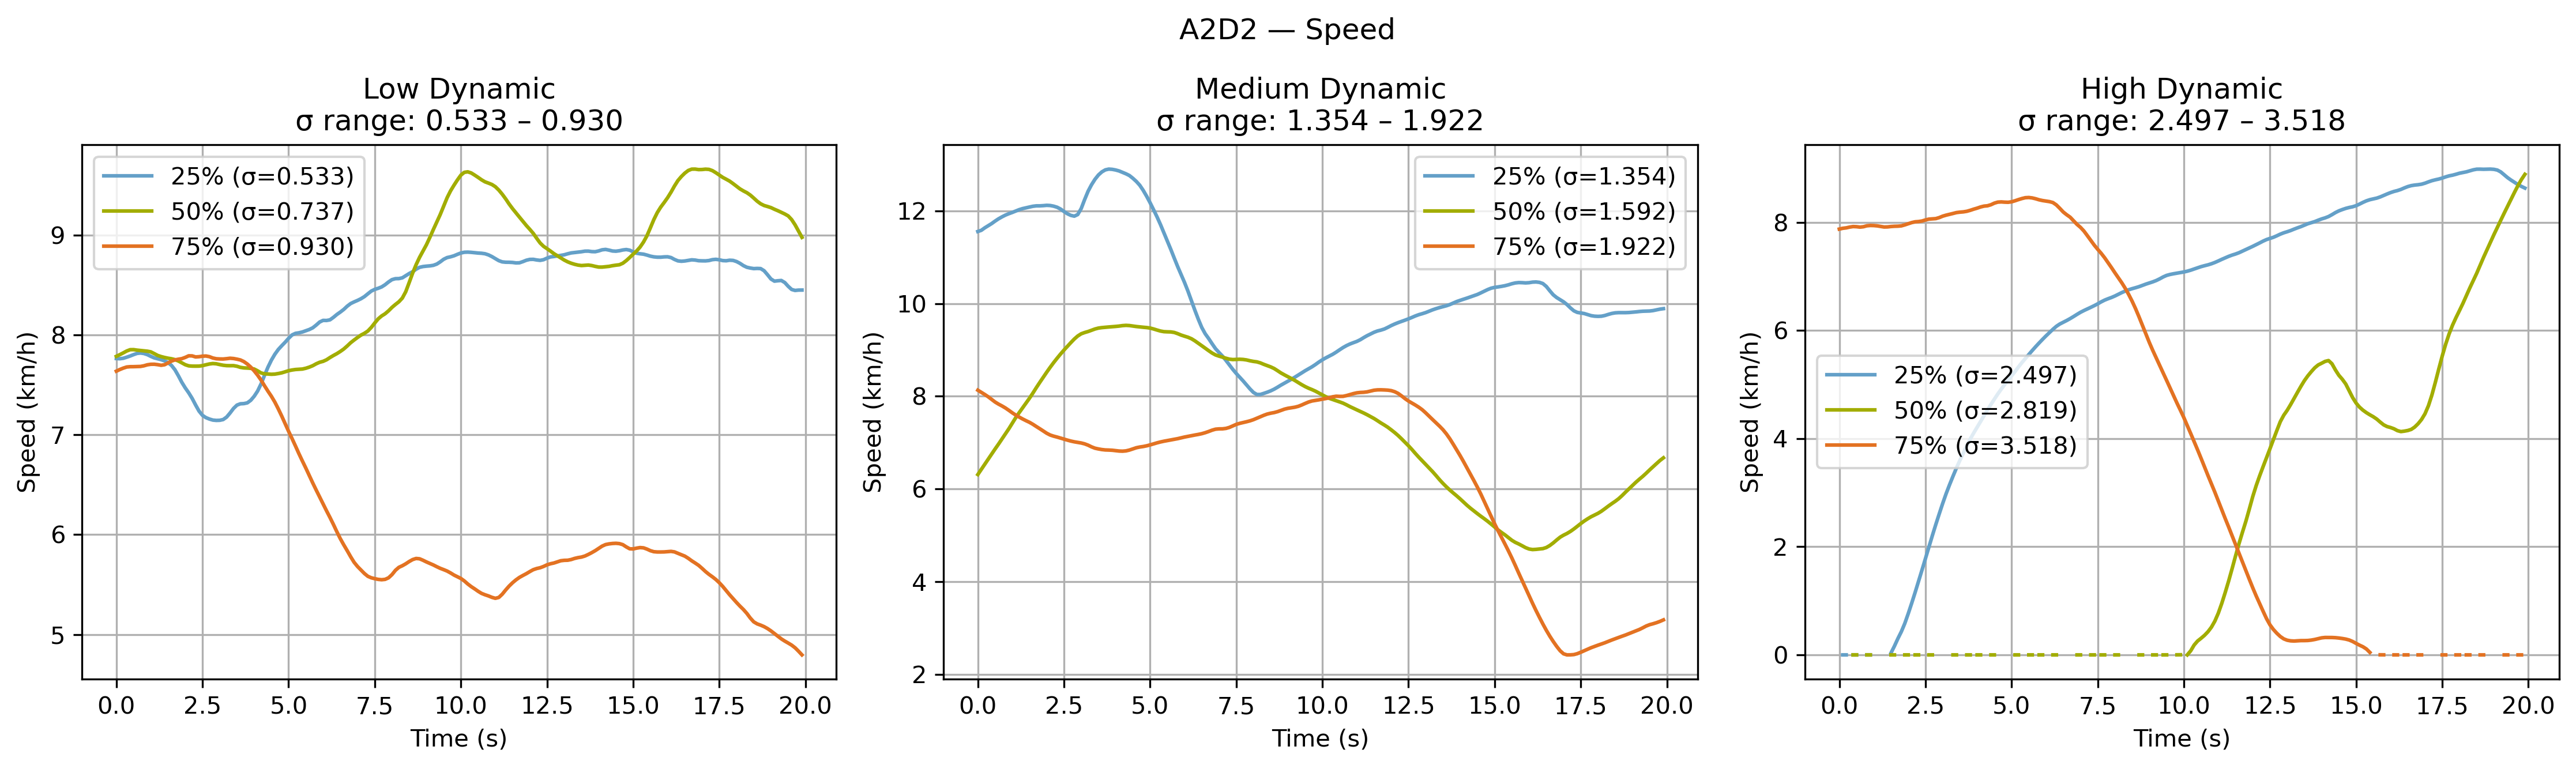 A2D2 — Speed
Low Dynamic
σ range: 0.533 – 0.930
25% (σ=0.533)
50% (σ=0.737)
75% (σ=0.930)
Speed (km/h)
9
8
7
6
5
0.0 2.5 5.0 7.5 10.0 12.5 15.0 17.5 20.0
Time (s)
Medium Dynamic
σ range: 1.354 – 1.922
25% (σ=1.354)
50% (σ=1.592)
75% (σ=1.922)
Speed (km/h)
12
10
8
6
4
2
0.0 2.5 5.0 7.5 10.0 12.5 15.0 17.5 20.0
Time (s)
High Dynamic
σ range: 2.497 – 3.518
25% (σ=2.497)
50% (σ=2.819)
75% (σ=3.518)
Speed (km/h)
8
6
4
2
0
0.0 2.5 5.0 7.5 10.0 12.5 15.0 17.5 20.0
Time (s)